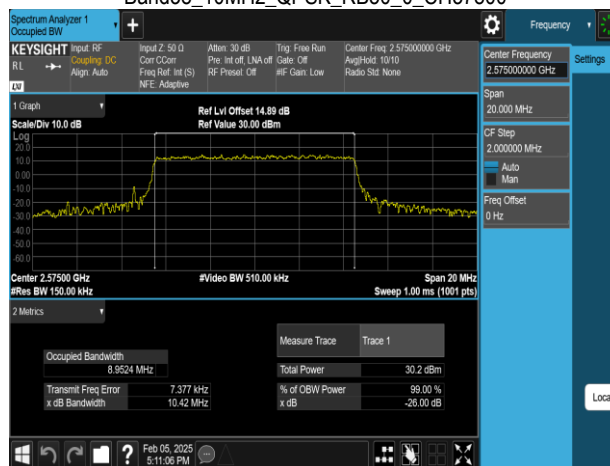 Spectrum Analyzer 1
Occupied BW
+
Frequency
KEYSIGHT
RL
LXI
Input: RF
Coupling: DC
Align: Auto
Input Z: 50 Ω
Corr CCorr
Freq Ref: Int (S)
NFE: Adaptive
Atten: 30 dB
Pre: Int off, LNA off
RF Preset: Off
Trig: Free Run
Gate: Off
#IF Gain: Low
Center Freq: 2.575000000 GHz
Avg|Hold: 10/10
Radio Std: None
Center Frequency
2.575000000 GHz
Settings
Span
20.000 MHz
CF Step
2.000000 MHz
Auto
Man
Freq Offset
0 Hz
1 Graph
Scale/Div 10.0 dB
Ref Lvl Offset 14.89 dB
Ref Value 30.00 dBm
Log
20.0
10.0
0.00
-10.0
-20.0
-30.0
-40.0
-50.0
-60.0
Center 2.57500 GHz
#Video BW 510.00 kHz
Span 20 MHz
#Res BW 150.00 kHz
Sweep 1.00 ms (1001 pts)
2 Metrics
Measure Trace
Trace 1
Occupied Bandwidth
8.9524 MHz
Total Power
30.2 dBm
Transmit Freq Error
7.377 kHz
% of OBW Power
99.00 %
x dB Bandwidth
10.42 MHz
x dB
-26.00 dB
Loca
?
Feb 05, 2025
5:11:06 PM